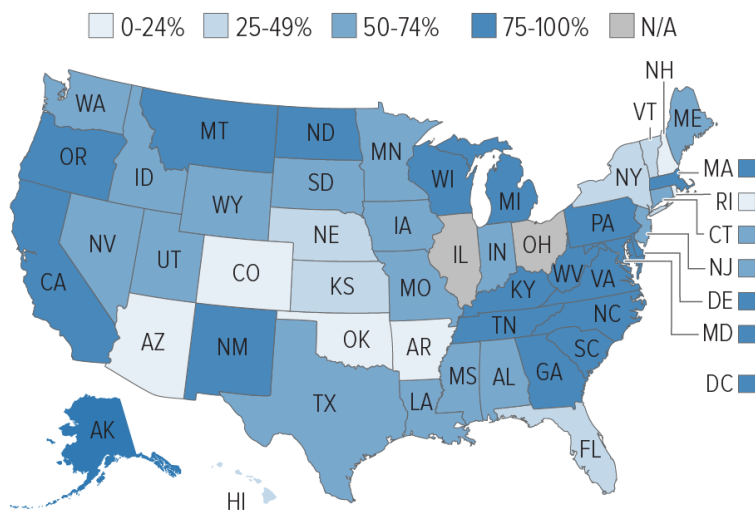 0-24% 25-49% 50-74% 75-100% N/A
NH
WA VT ME
MT ND
MN
OR MA
ID WI NY
SD MI RI
WY
IA PA CT
NE
NV IN OH NJ
UT IL
CO WV VA DE
CA KS MO
KY
NC MD
TN
OK
AZ NM AR SC
DC
MS AL GA
TX LA
AK
FL
HI